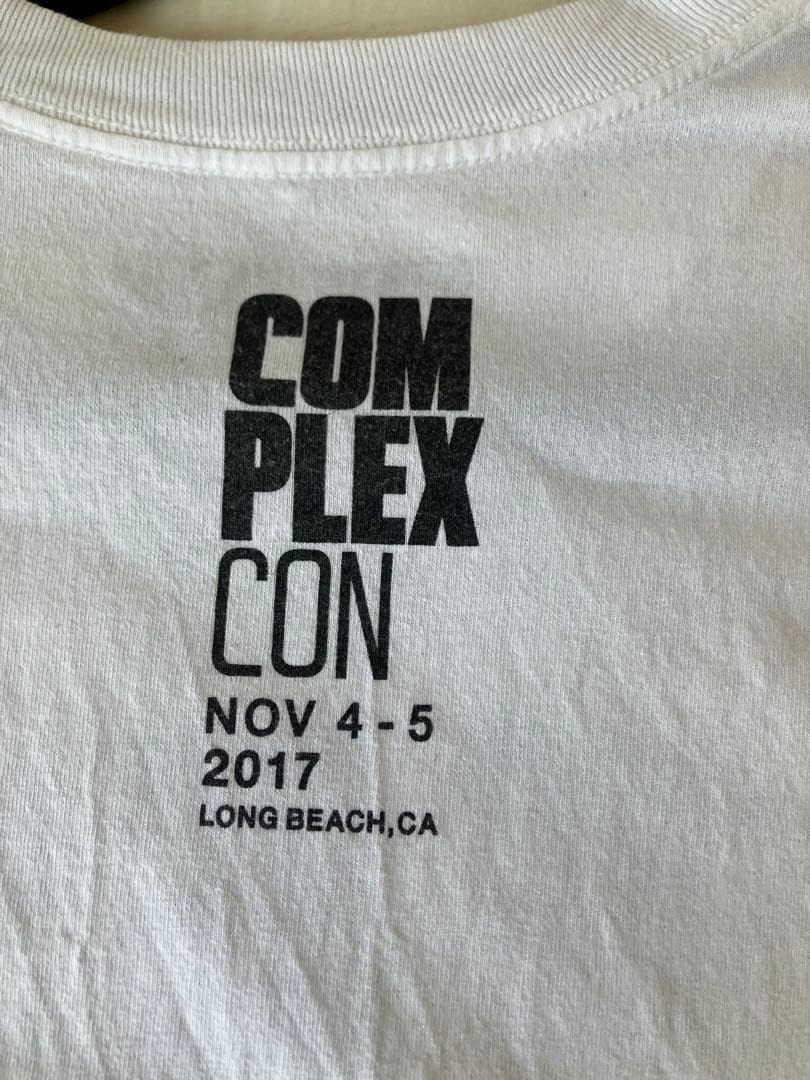 COM
PLEX
CON
NOV 4 - 5
2017
LONG BEACH,CA